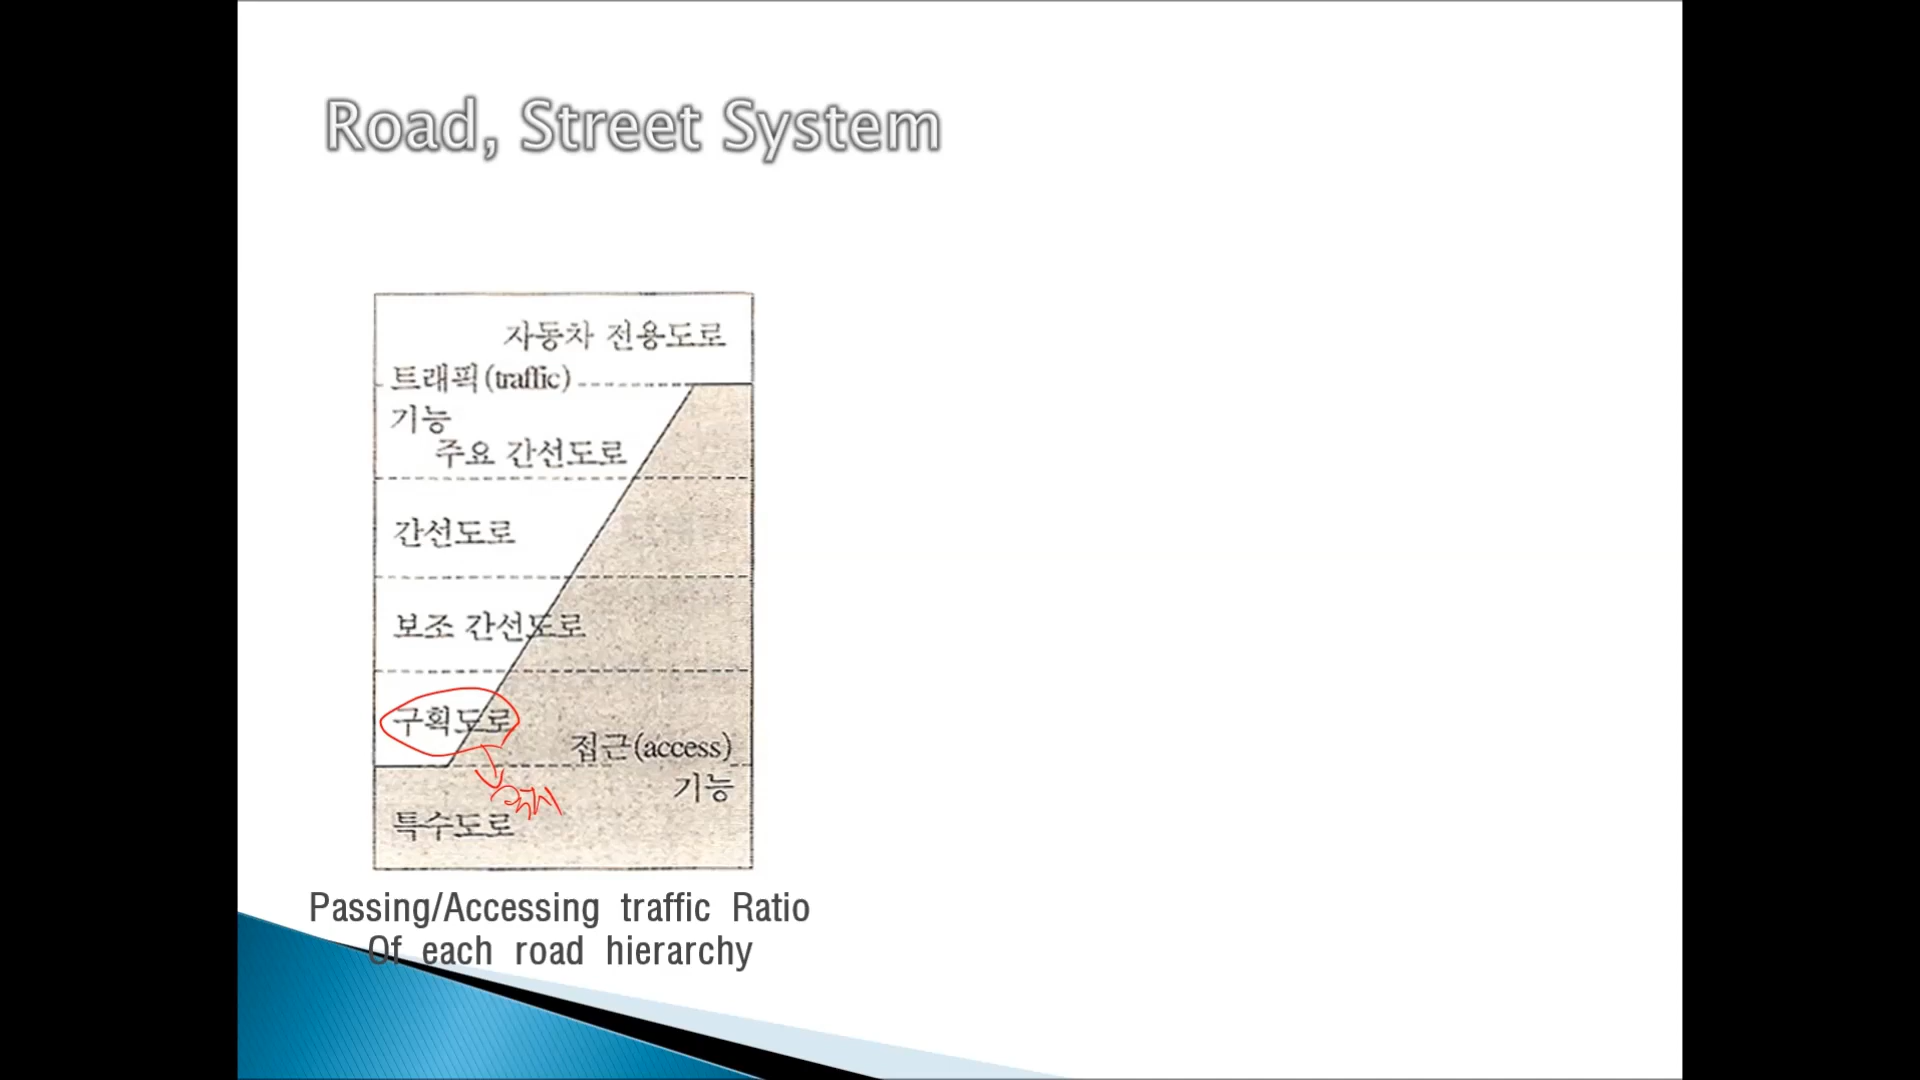 Road, Street System
자동차 전용도로
트래픽(traffic)
기능
주요 간선도로
간선도로
보조 간선도로
구획도로
접근(access)
기능
특수도로
Passing/Accessing traffic Ratio
Of each road hierarchy